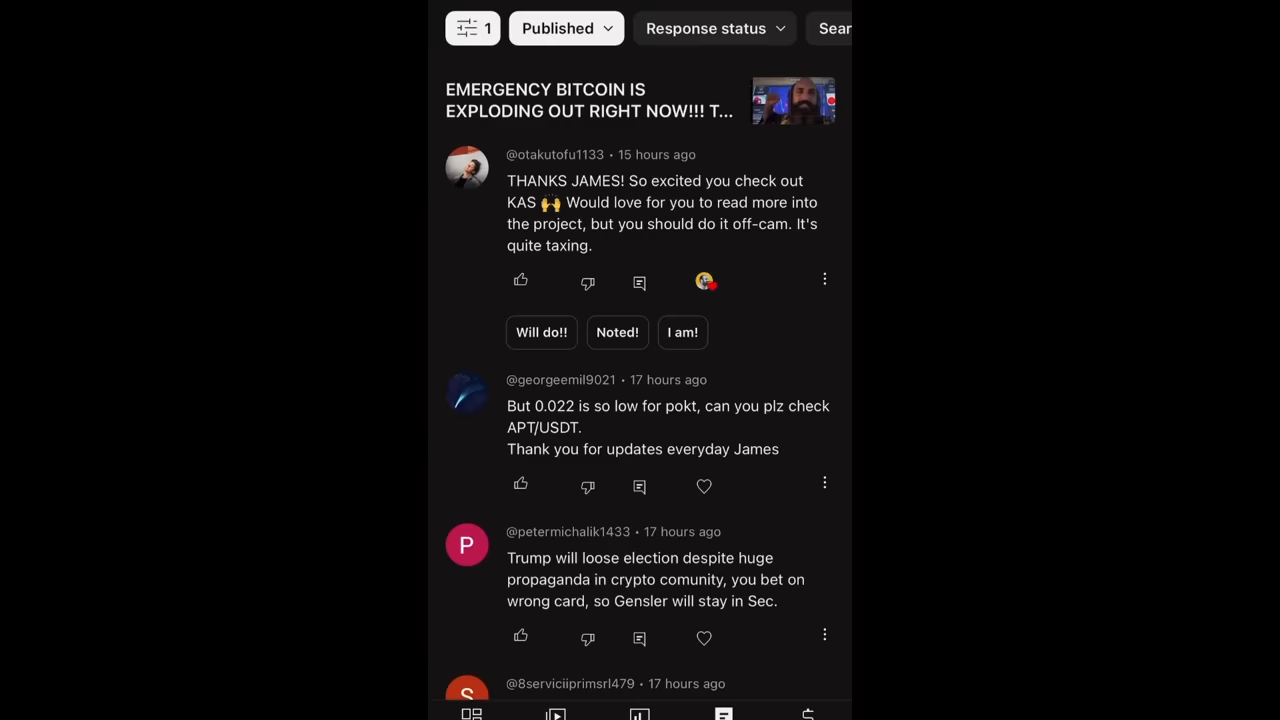 1
Published
Response status
Sear
EMERGENCY BITCOIN IS
EXPLODING OUT RIGHT NOW!!! T...
@otakutofu1133 • 15 hours ago
THANKS JAMES! So excited you check out
KAS 🙌 Would love for you to read more into
the project, but you should do it off-cam. It's
quite taxing.
Will do!!
Noted!
I am!
@georgeemil9021 • 17 hours ago
But 0.022 is so low for pokt, can you plz check
APT/USDT.
Thank you for updates everyday James
P
@petermichalik1433 • 17 hours ago
Trump will loose election despite huge
propaganda in crypto comunity, you bet on
wrong card, so Gensler will stay in Sec.
S
@8serviciiprimsrl479 • 17 hours ago